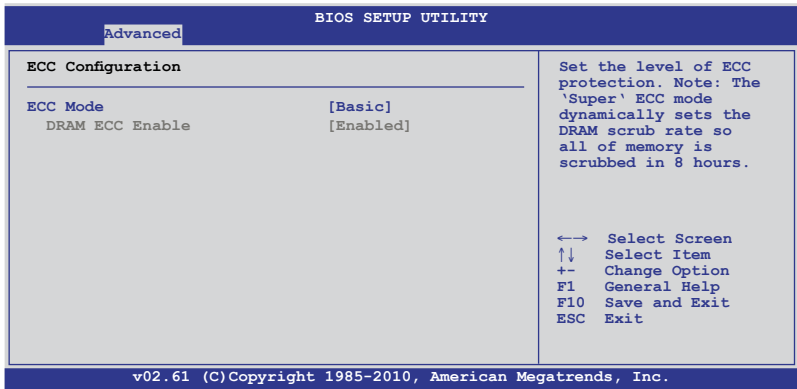 BIOS SETUP UTILITY
Advanced
ECC Configuration
ECC Mode [Basic]
DRAM ECC Enable [Enabled]
Set the level of ECC
protection. Note: The
‘Super‘ ECC mode
dynamically sets the
DRAM scrub rate so
all of memory is
scrubbed in 8 hours.
←→ Select Screen
↑↓ Select Item
+- Change Option
F1 General Help
F10 Save and Exit
ESC Exit
v02.61 (C)Copyright 1985-2010, American Megatrends, Inc.